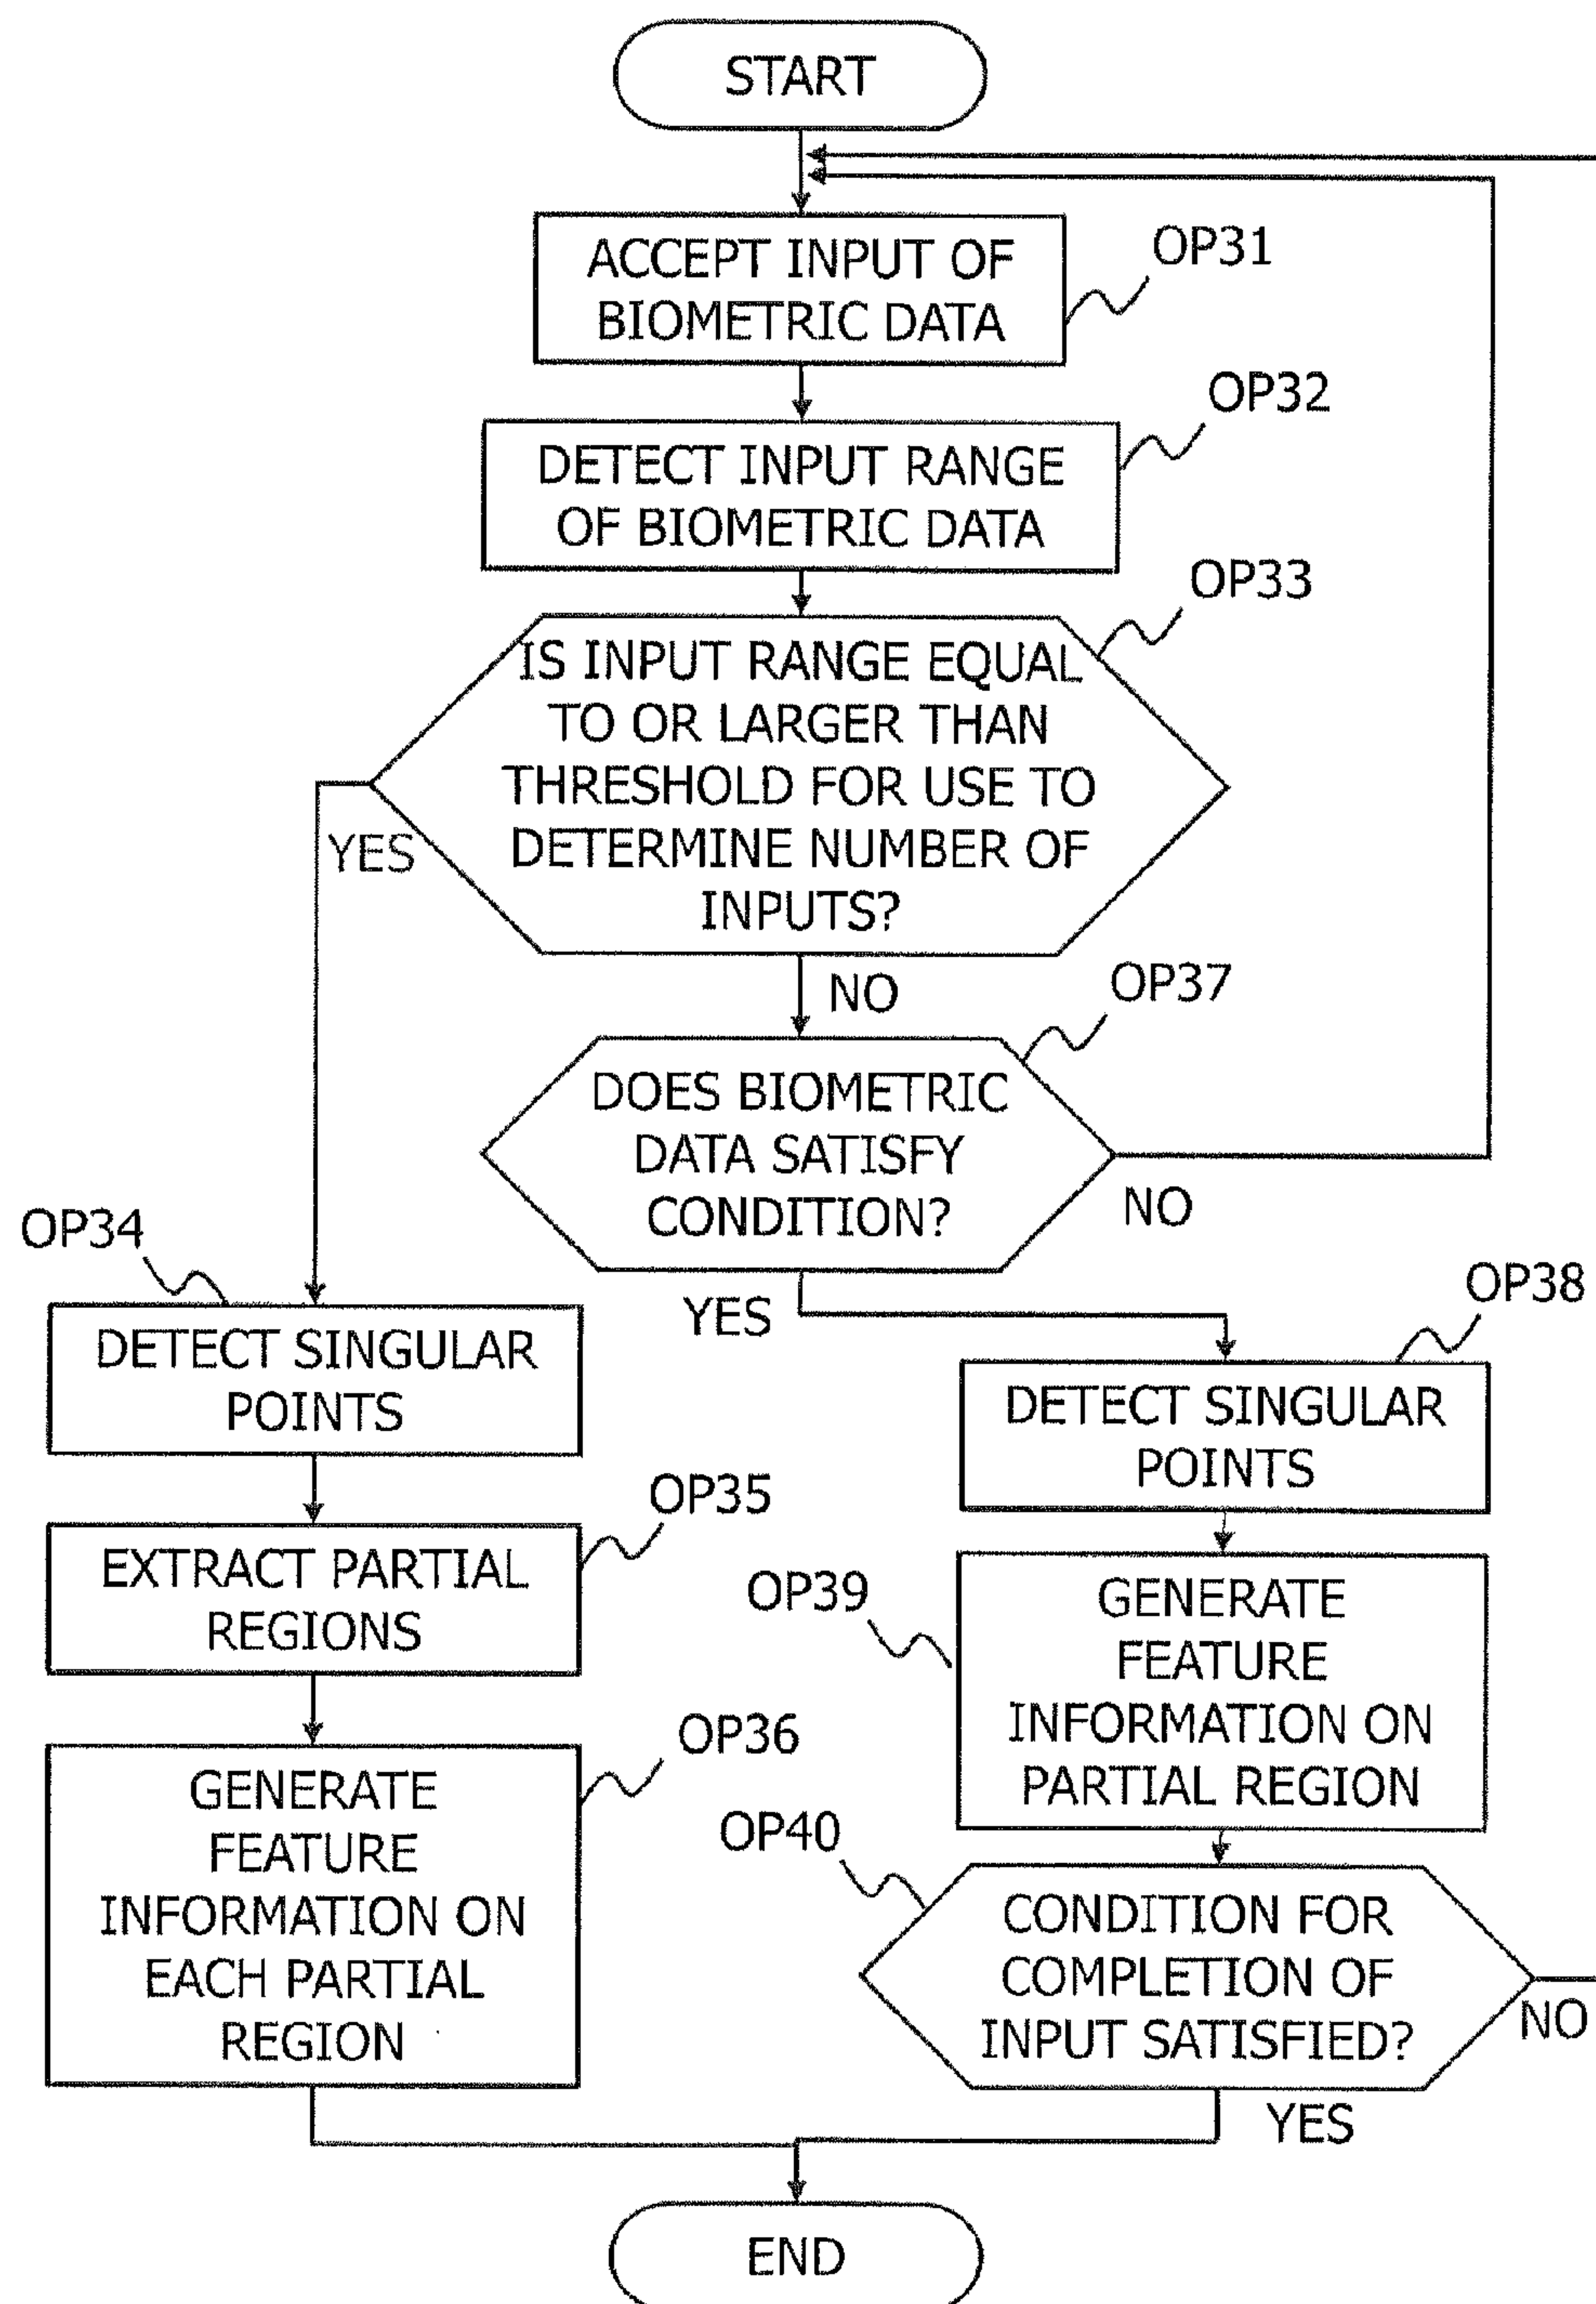 START
ACCEPT INPUT OF
BIOMETRIC DATA
OP31
DETECT INPUT RANGE
OF BIOMETRIC DATA
OP32
IS INPUT RANGE EQUAL
TO OR LARGER THAN
THRESHOLD FOR USE TO
DETERMINE NUMBER OF
INPUTS?
OP33
YES
NO
OP37
DOES BIOMETRIC
DATA SATISFY
CONDITION?
NO
YES
OP34
DETECT SINGULAR
POINTS
OP35
EXTRACT PARTIAL
REGIONS
OP36
GENERATE
FEATURE
INFORMATION ON
EACH PARTIAL
REGION
OP38
DETECT SINGULAR
POINTS
OP39
GENERATE
FEATURE
INFORMATION ON
PARTIAL REGION
OP40
CONDITION FOR
COMPLETION OF
INPUT SATISFIED?
NO
YES
END